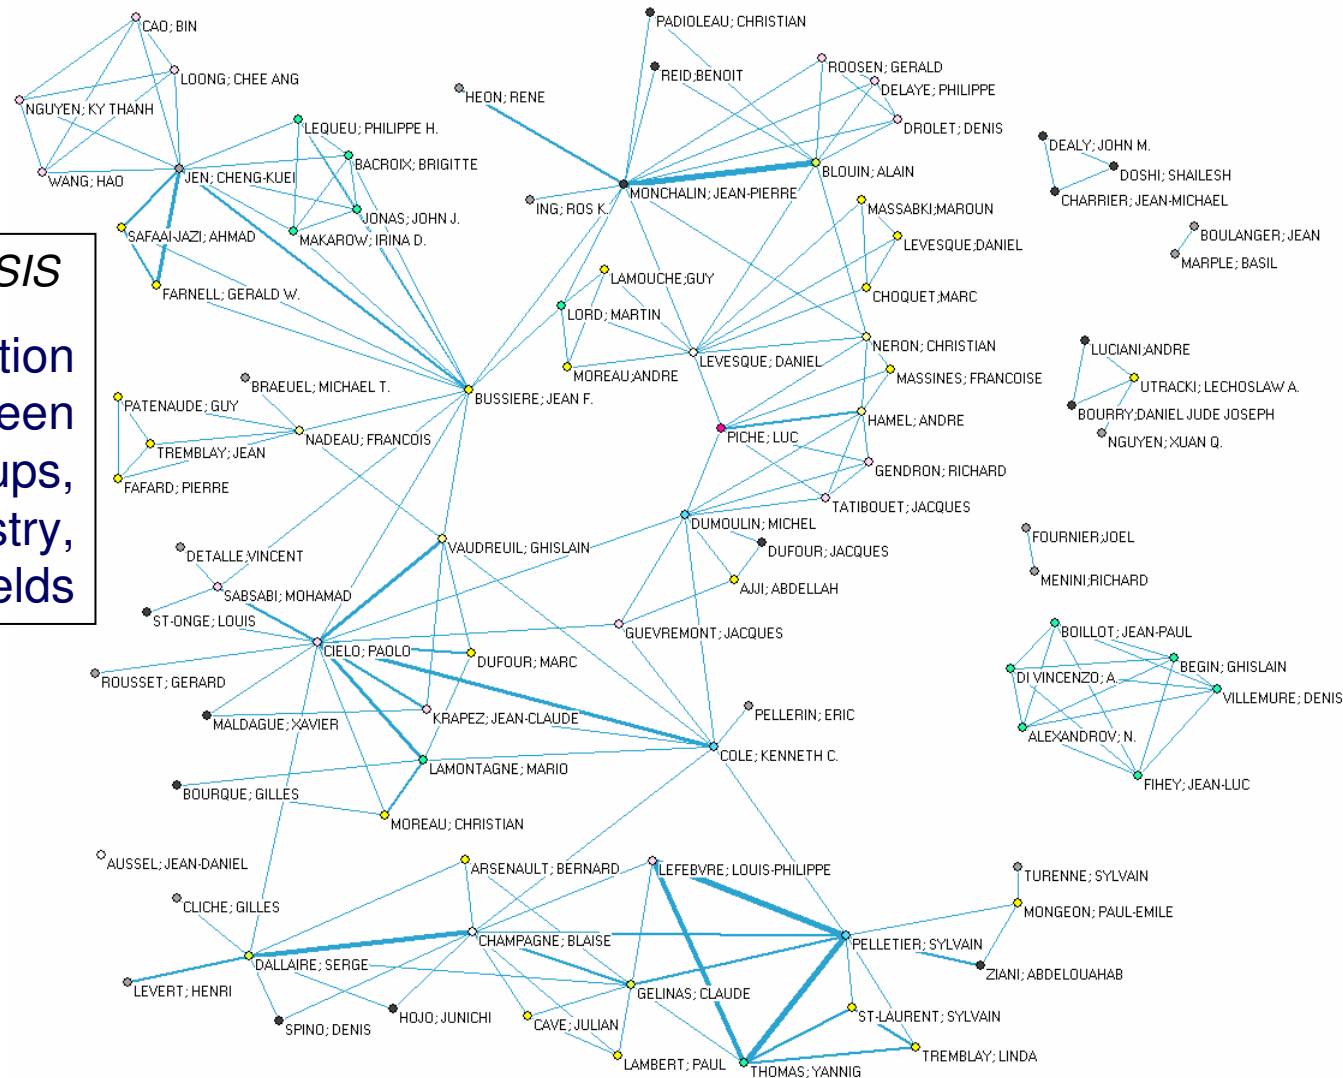 CAO; BIN
LOONG; CHEE ANG
NGUYEN; KY THANH
WANG; HAO
JEN; CHENG-KUEI
LEQUEU; PHILIPPE H.
BACROIX; BRIGITTE
JONAS; JOHN J.
MAKAROW; IRINA D.
SAFAAI-JAZI; AHMAD
FARNELL; GERALD W.
SIS
tion
een
ups,
stry,
elds
PADIOLEAU; CHRISTIAN
REID;BENOIT
HEON; RENE
ROOSEN; GERALD
DELAYE; PHILIPPE
DROLET; DENIS
BLOUIN; ALAIN
MONCHALIN; JEAN-PIERRE
ING; ROS K.
MASSABKI;MAROUN
LEVESQUE;DANIEL
CHOQUET;MARC
LAMOUCHE;GUY
LORD; MARTIN
MOREAU;ANDRE
LEVESQUE; DANIEL
NERON; CHRISTIAN
MASSINES; FRANCOISE
HAMEL; ANDRE
PICHE; LUC
GENDRON; RICHARD
TATIBOUET; JACQUES
BUSSIERE; JEAN F.
BRAEUEL; MICHAEL T.
PATENAUDE; GUY
NADEAU; FRANCOIS
TREMBLAY; JEAN
FAFARD; PIERRE
DEALY; JOHN M.
DOSHI; SHAILESH
CHARRIER; JEAN-MICHAEL
BOULANGER; JEAN
MARPLE; BASIL
LUCIANI;ANDRE
UTRACKI; LECHOSLAW A.
BOURRY;DANIEL JUDE JOSEPH
NGUYEN; XUAN Q.
FOURNIER;JOEL
MENINI;RICHARD
BOILLOT; JEAN-PAUL
BEGIN; GHISLAIN
DI VINCENZO; A.
VILLEMURE; DENIS
ALEXANDROV; N.
FIHEY; JEAN-LUC
DUMOULIN; MICHEL
DUFOUR; JACQUES
AJJI; ABDELLAH
GUEVREMONT; JACQUES
VAUDREUIL; GHISLAIN
DETALLE;VINCENT
SABSABI; MOHAMAD
ST-ONGE; LOUIS
CIELO; PAOLO
DUFOUR; MARC
ROUSSET; GERARD
MALDAGUE; XAVIER
KRAPEZ; JEAN-CLAUDE
PELLERIN; ERIC
COLE; KENNETH C.
LAMONTAGNE; MARIO
BOURQUE; GILLES
MOREAU; CHRISTIAN
AUSSEL; JEAN-DANIEL
CLICHE; GILLES
ARSENAULT; BERNARD
LEFEBVRE; LOUIS-PHILIPPE
CHAMPAGNE; BLAISE
DALLAIRE; SERGE
LEVERT; HENRI
SPINO; DENIS
HOJO; JUNICHI
CAVE; JULIAN
LAMBERT; PAUL
GELINAS; CLAUDE
THOMAS; YANNIG
TURENNE; SYLVAIN
MONGEON; PAUL-EMILE
PELLETIER; SYLVAIN
ZIANI; ABDELOUAHAB
ST-LAURENT; SYLVAIN
TREMBLAY; LINDA